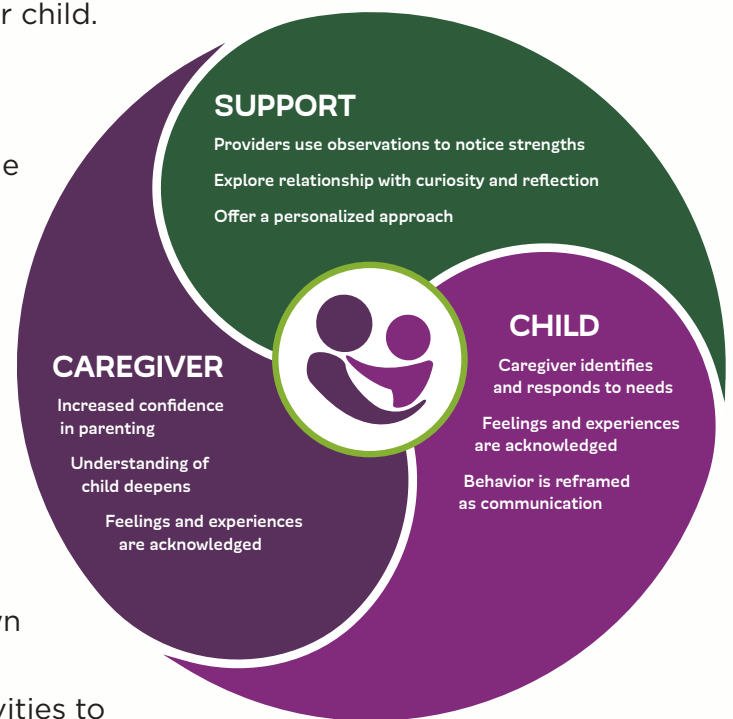 r child.
e
SUPPORT
Providers use observations to notice strengths
Explore relationship with curiosity and reflection
Offer a personalized approach
CHILD
Caregiver identifies
and responds to needs
Feelings and experiences
are acknowledged
Behavior is reframed
as communication
CAREGIVER
Increased confidence
in parenting
Understanding of
child deepens
Feelings and experiences
are acknowledged
vn
vities to